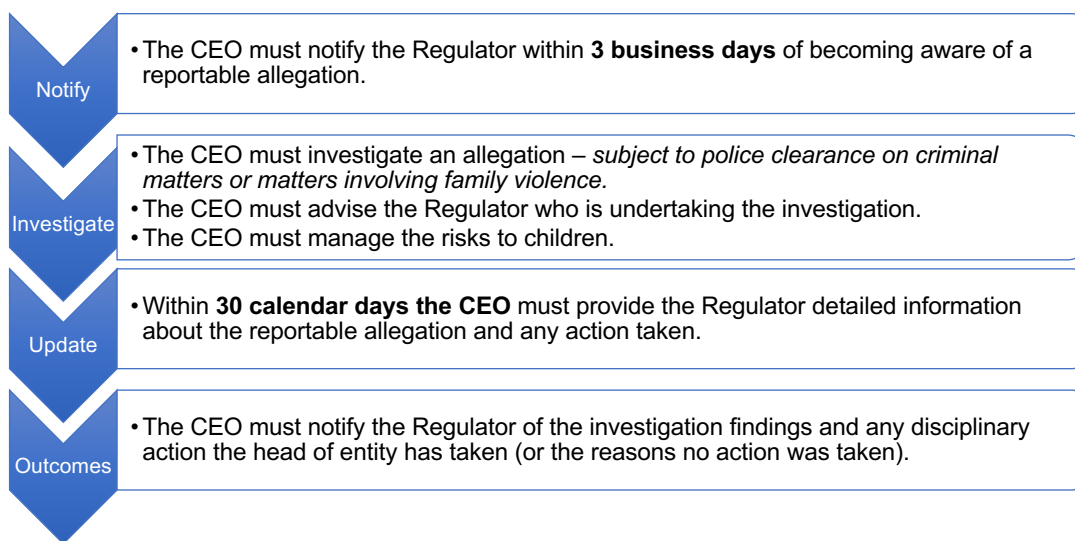 Notify
• The CEO must notify the Regulator within 3 business days of becoming aware of a
reportable allegation.
Investigate
• The CEO must investigate an allegation – subject to police clearance on criminal
matters or matters involving family violence.
• The CEO must advise the Regulator who is undertaking the investigation.
• The CEO must manage the risks to children.
Update
• Within 30 calendar days the CEO must provide the Regulator detailed information
about the reportable allegation and any action taken.
Outcomes
• The CEO must notify the Regulator of the investigation findings and any disciplinary
action the head of entity has taken (or the reasons no action was taken).